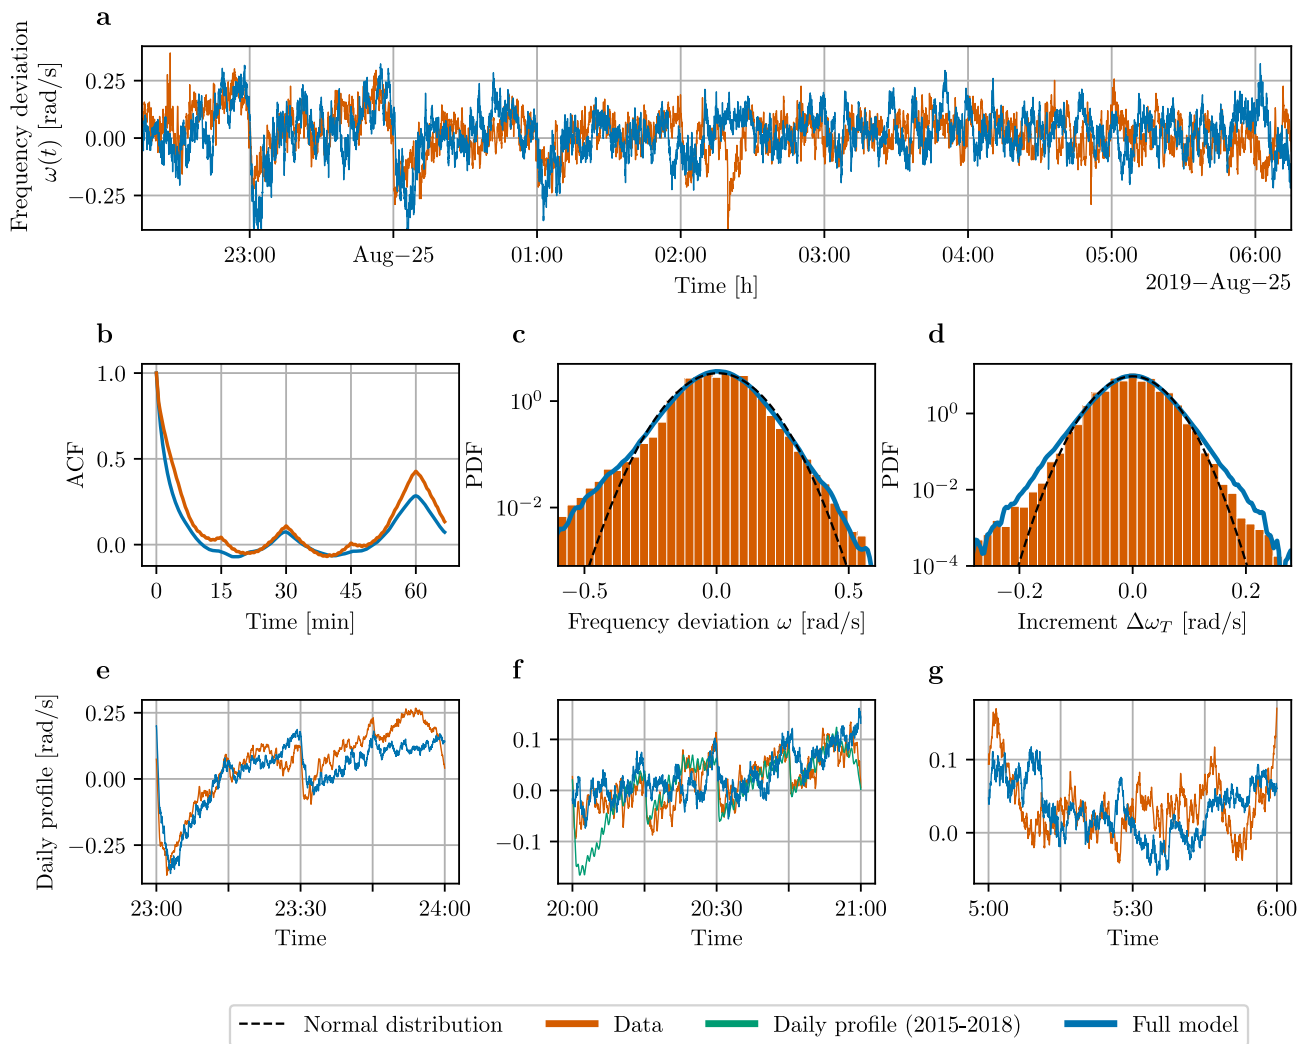 a
Frequency deviation
ω(t) [rad/s]
0.25
0.00
−0.25
23:00
Aug−25
01:00
02:00
03:00
04:00
05:00
06:00
Time [h]
2019−Aug−25
b
ACF
1.0
0.5
0.0
0
15
30
45
60
Time [min]
c
PDF
10⁰
10⁻²
−0.5
0.0
0.5
Frequency deviation ω [rad/s]
d
PDF
10⁰
10⁻²
10⁻⁴
−0.2
0.0
0.2
Increment Δω_T [rad/s]
e
Daily profile [rad/s]
0.25
0.00
−0.25
23:00
23:30
24:00
Time
f
0.1
0.0
−0.1
20:00
20:30
21:00
Time
g
0.1
0.0
5:00
5:30
6:00
Time
Normal distribution
Data
Daily profile (2015-2018)
Full model